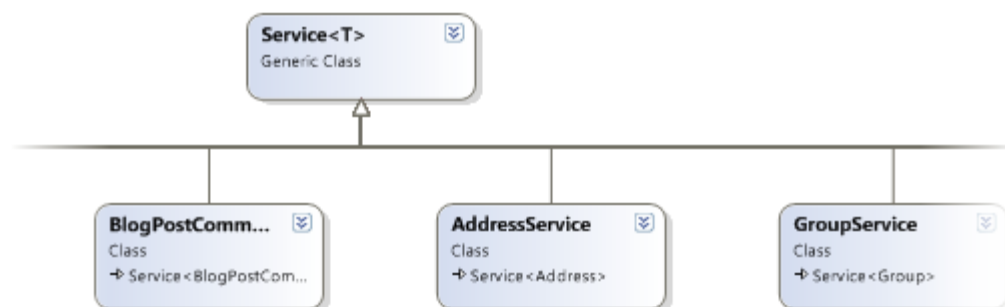 Service<T>
Generic Class
BlogPostComm...
Class
Service<BlogPostCom...
AddressService
Class
Service<Address>
GroupService
Class
Service<Group>